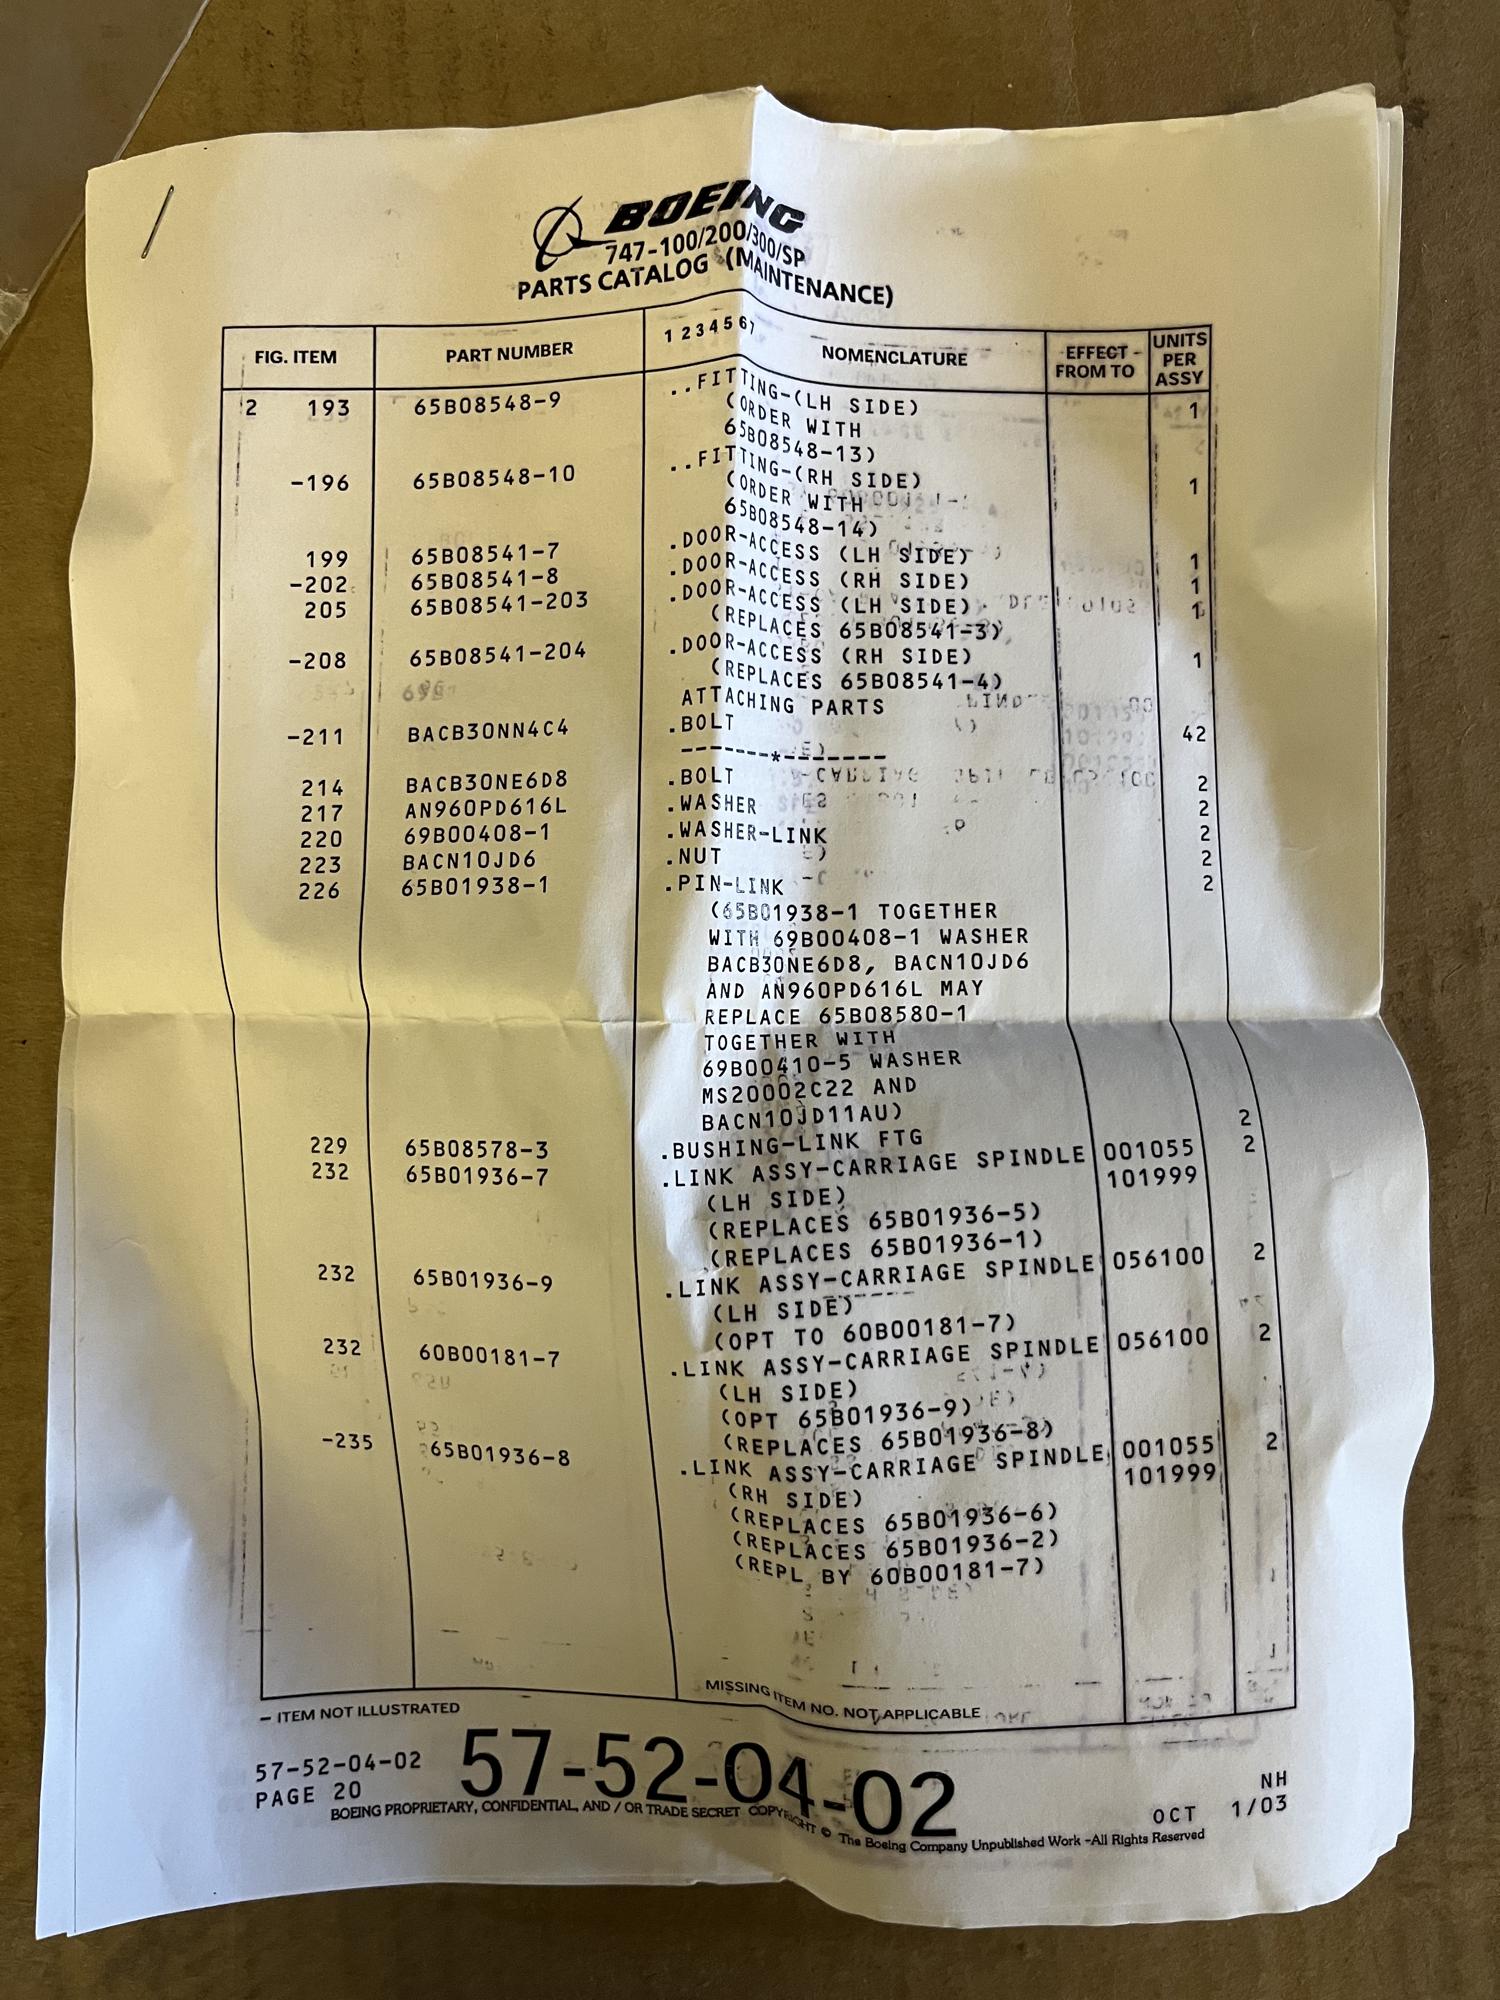 BOEING
747-100/200/300/SP
PARTS CATALOG (MAINTENANCE)
FIG. ITEM PART NUMBER 1 2 3 4 5 6 7 NOMENCLATURE EFFECT - FROM TO UNITS PER ASSY
2 193 65B08548-9 ..FITTING-(LH SIDE) 1
(ORDER WITH
65B08548-13)
-196 65B08548-10 ..FITTING-(RH SIDE) 1
(ORDER WITH
65B08548-14)
199 65B08541-7 .DOOR-ACCESS (LH SIDE) 1
-202 65B08541-8 .DOOR-ACCESS (RH SIDE) 1
205 65B08541-203 .DOOR-ACCESS (LH SIDE) 1
(REPLACES 65B08541-3)
-208 65B08541-204 .DOOR-ACCESS (RH SIDE) 1
(REPLACES 65B08541-4)
ATTACHING PARTS
-211 BACB30NN4C4 .BOLT 42
-------*-------
214 BACB30NE6D8 .BOLT 2
217 AN960PD616L .WASHER 2
220 69B00408-1 .WASHER-LINK 2
223 BACN10JD6 .NUT 2
226 65B01938-1 .PIN-LINK 2
(65B01938-1 TOGETHER
WITH 69B00408-1 WASHER
BACB30NE6D8, BACN10JD6
AND AN960PD616L MAY
REPLACE 65B08580-1
TOGETHER WITH
69B00410-5 WASHER
MS20002C22 AND
BACN10JD11AU)
229 65B08578-3 .BUSHING-LINK FTG 2
232 65B01936-7 .LINK ASSY-CARRIAGE SPINDLE 001055 2
101999
(LH SIDE)
(REPLACES 65B01936-5)
(REPLACES 65B01936-1)
232 65B01936-9 .LINK ASSY-CARRIAGE SPINDLE 056100 2
(LH SIDE)
(OPT TO 60B00181-7)
232 60B00181-7 .LINK ASSY-CARRIAGE SPINDLE 056100 2
(LH SIDE)
(OPT 65B01936-9)
(REPLACES 65B01936-8)
-235 65B01936-8 .LINK ASSY-CARRIAGE SPINDLE 001055 2
101999
(RH SIDE)
(REPLACES 65B01936-6)
(REPLACES 65B01936-2)
(REPL BY 60B00181-7)
MISSING ITEM NO. NOT APPLICABLE
- ITEM NOT ILLUSTRATED
57-52-04-02
PAGE 20
57-52-04-02
NH
OCT 1/03
BOEING PROPRIETARY, CONFIDENTIAL, AND / OR TRADE SECRET COPYRIGHT © The Boeing Company Unpublished Work -All Rights Reserved